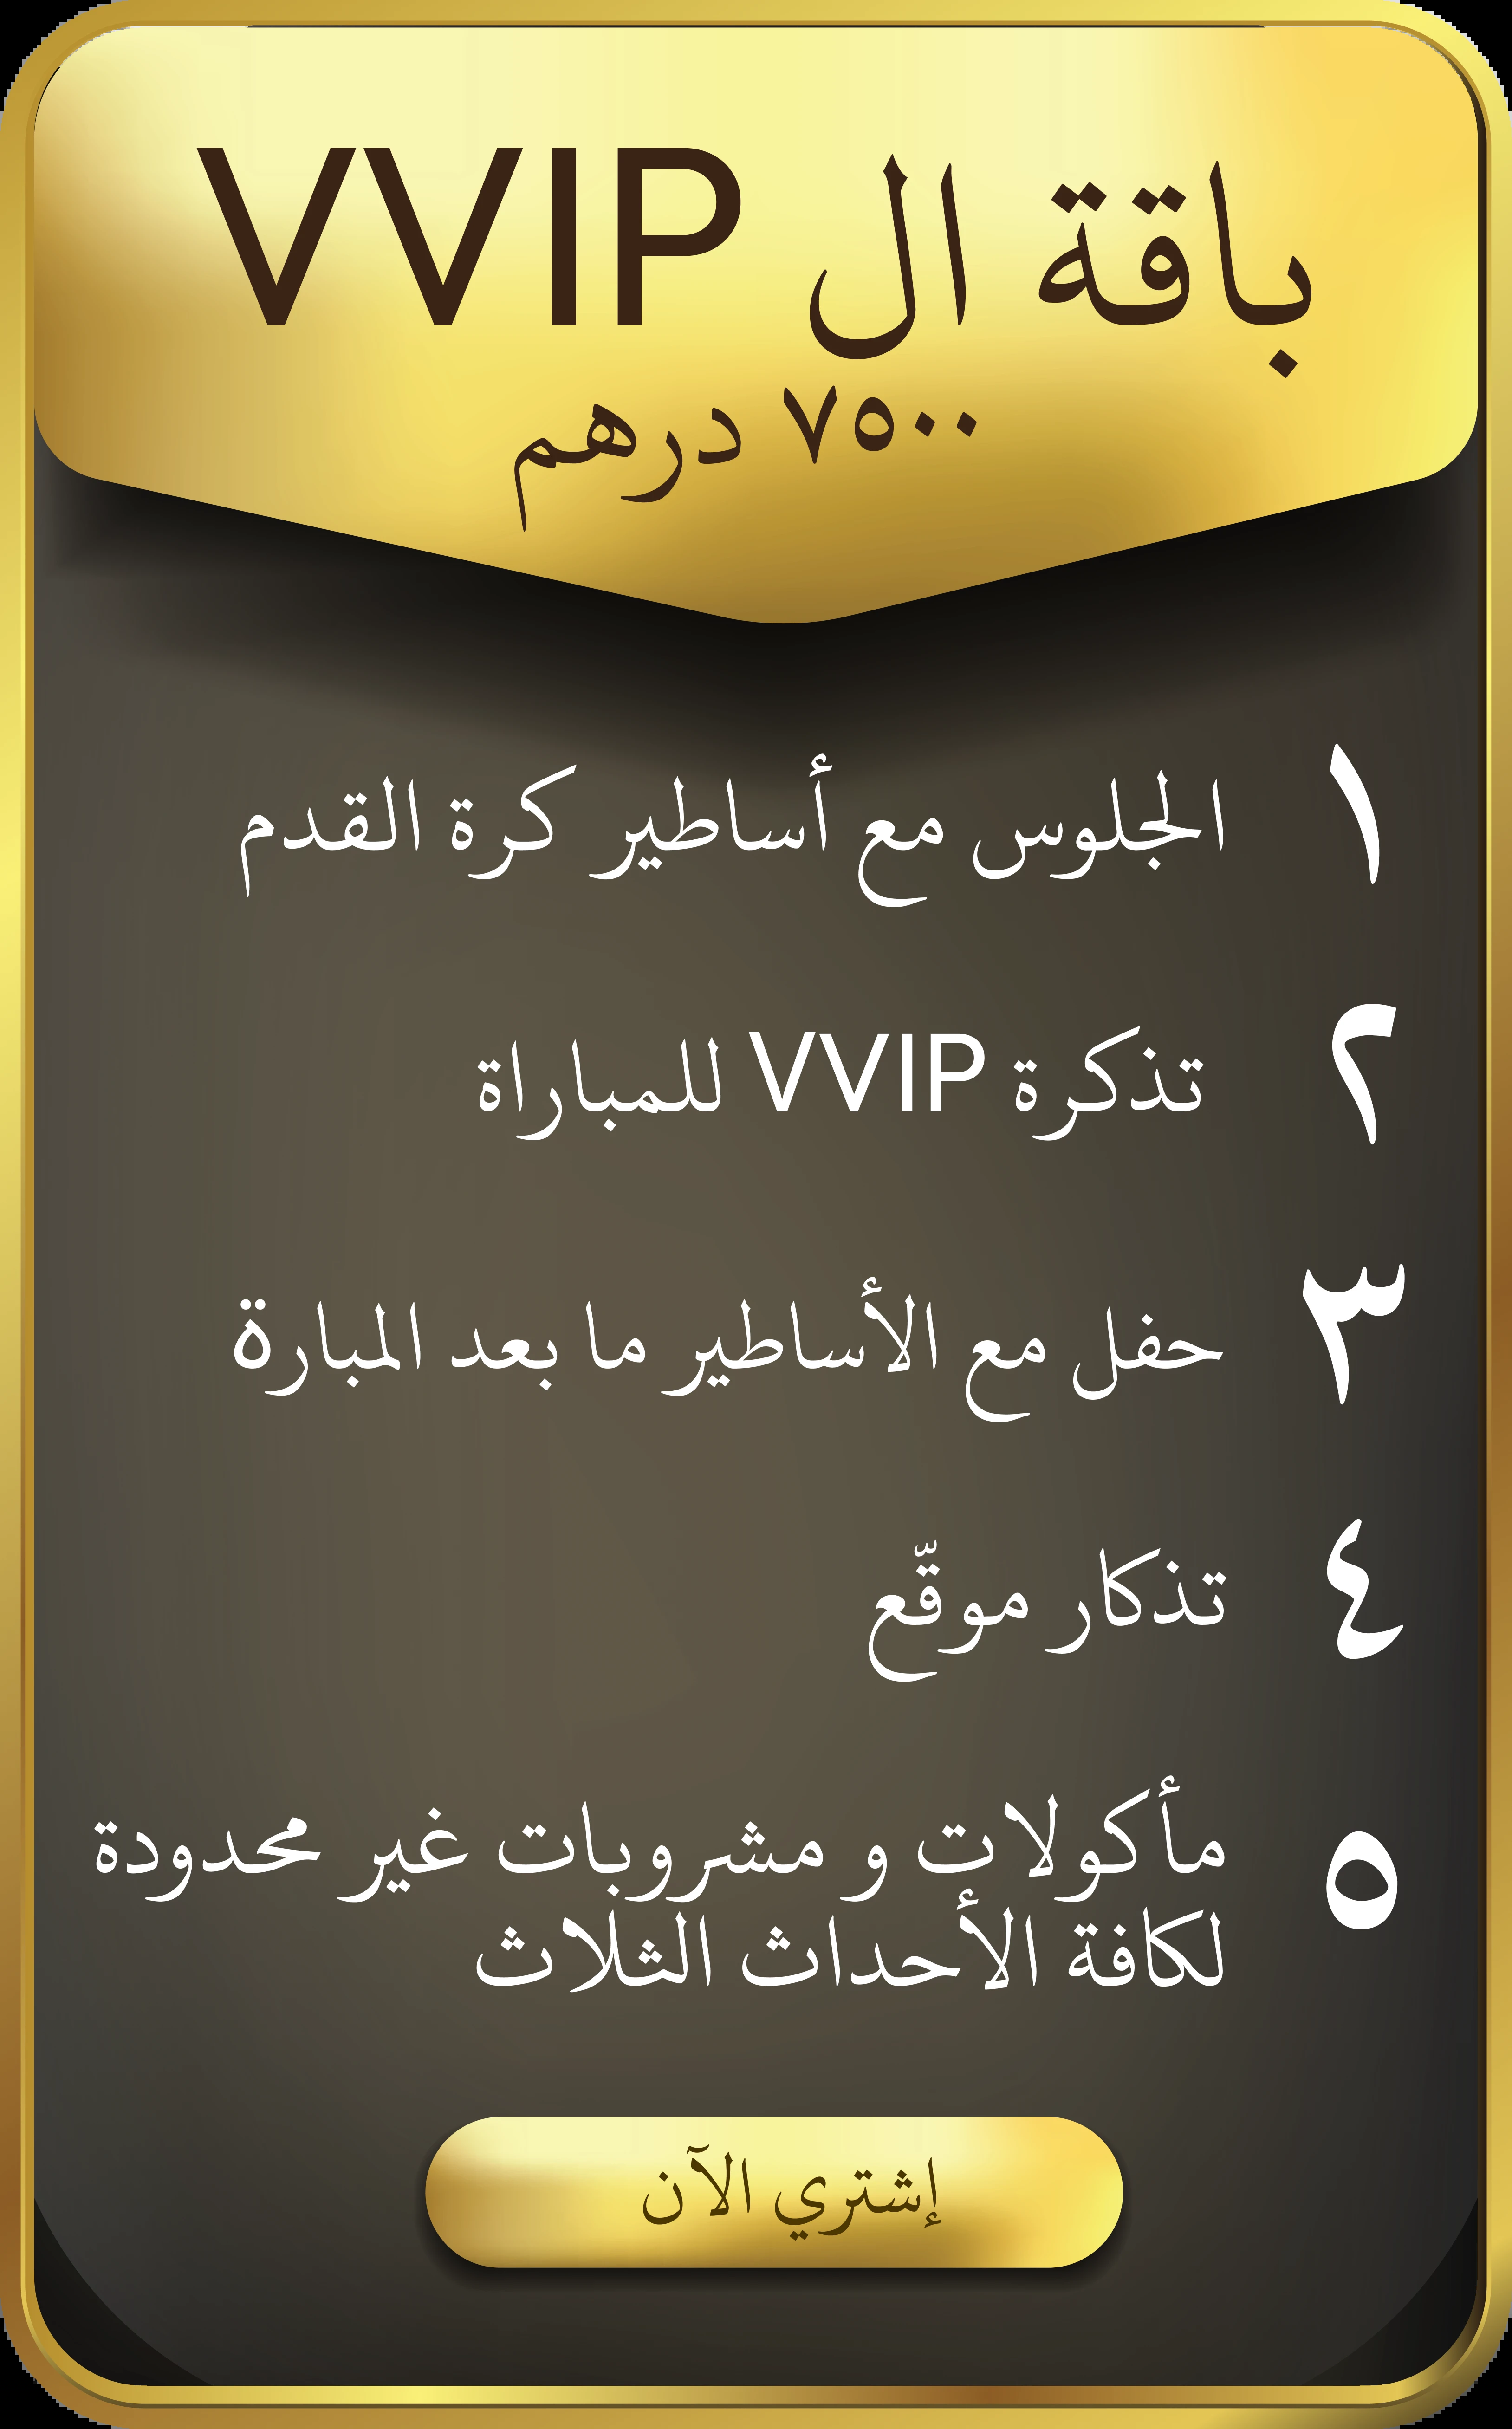 باقة ال VVIP
٧٥٠٠ درهم
١ الجلوس مع أساطير كرة القدم
٢ تذكرة VVIP للمباراة
٣ حفل مع الأساطير ما بعد المبارة
٤ تذكار موقّع
٥ مأكولات و مشروبات غير محدودة
لكافة الأحداث الثلاث
إشتري الآن